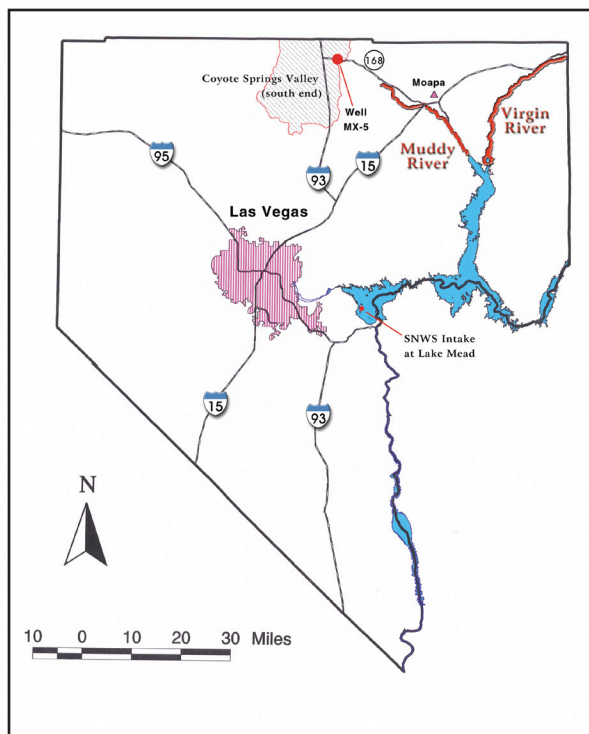 168
Coyote Springs Valley
(south end)
Moapa
Well
MX-5
Virgin
River
Muddy
River
95
93
15
Las Vegas
SNWS Intake
at Lake Mead
15
93
N
10 0 10 20 30 Miles